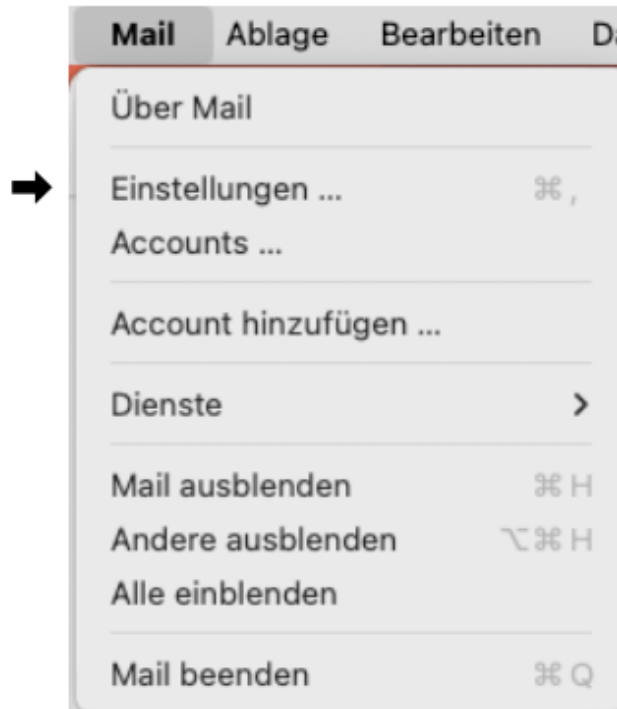 Mail Ablage Bearbeiten
Über Mail
Einstellungen ... ⌘ ,
Accounts ...
Account hinzufügen ...
Dienste
Mail ausblenden ⌘ H
Andere ausblenden ⌥⌘ H
Alle einblenden
Mail beenden ⌘ Q